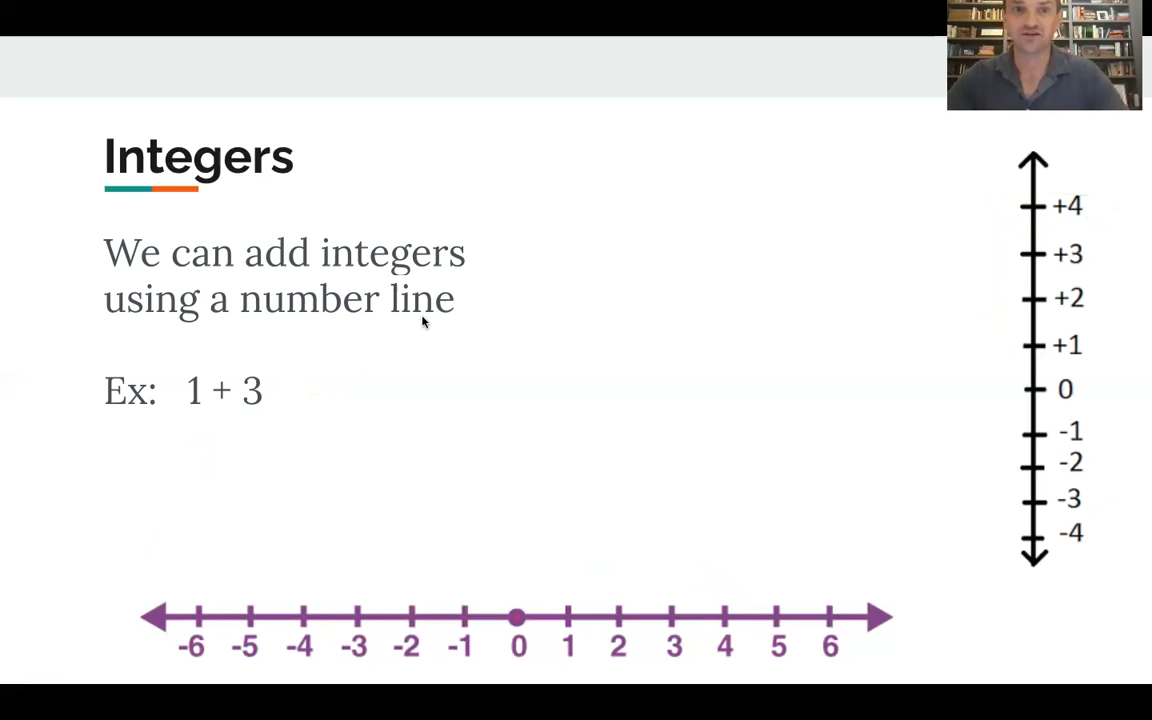 Integers
We can add integers
using a number line
Ex: 1 + 3
+4
+3
+2
+1
0
-1
-2
-3
-4
-6 -5 -4 -3 -2 -1 0 1 2 3 4 5 6